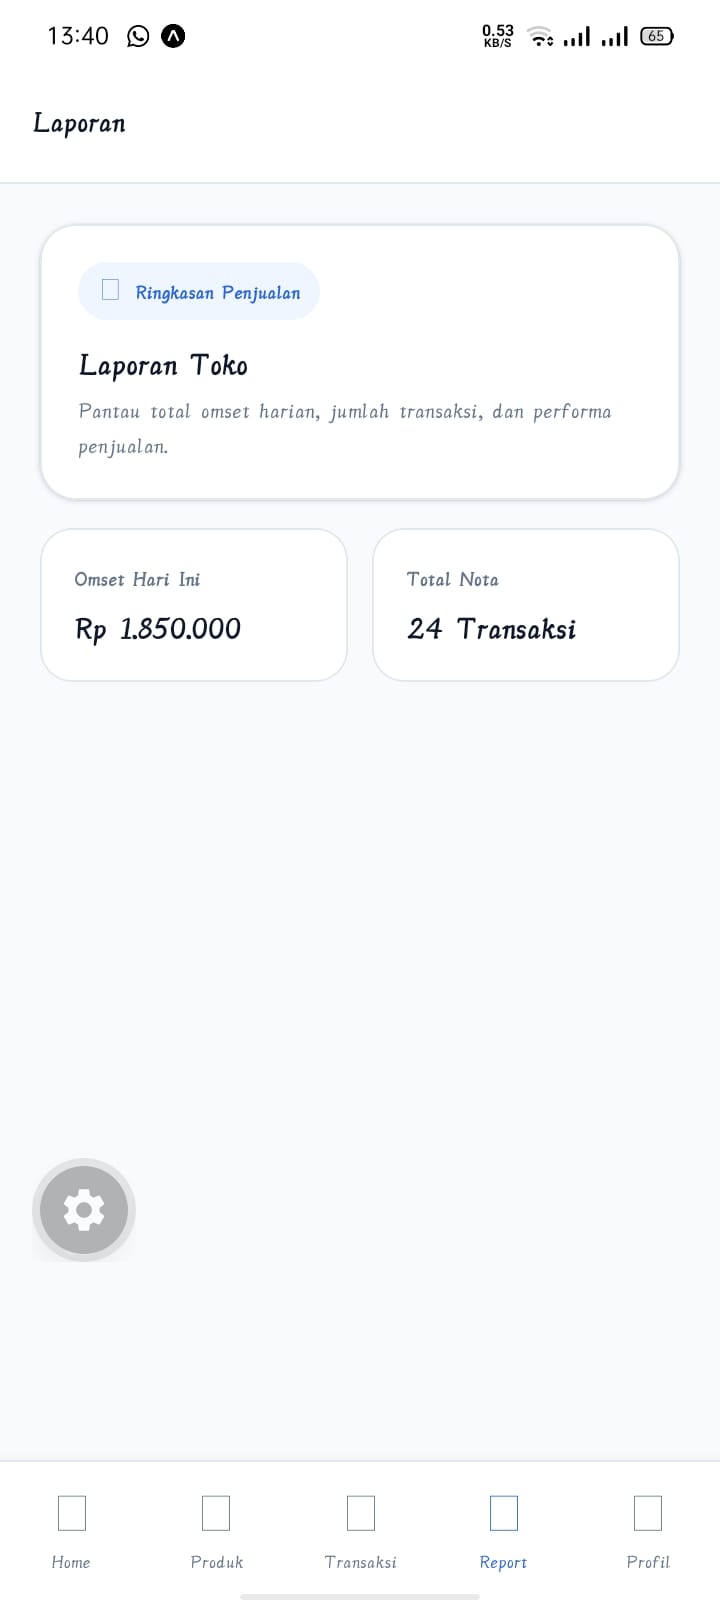 13:40
0.53
KB/S
65
Laporan
Ringkasan Penjualan
Laporan Toko
Pantau total omset harian, jumlah transaksi, dan performa
penjualan.
Omset Hari Ini
Rp 1.850.000
Total Nota
24 Transaksi
Home
Produk
Transaksi
Report
Profil